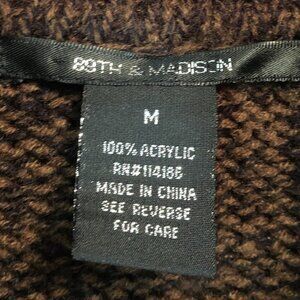 89TH & MADISON
M
100% ACRYLIC
RN#114186
MADE IN CHINA
SEE REVERSE
FOR CARE